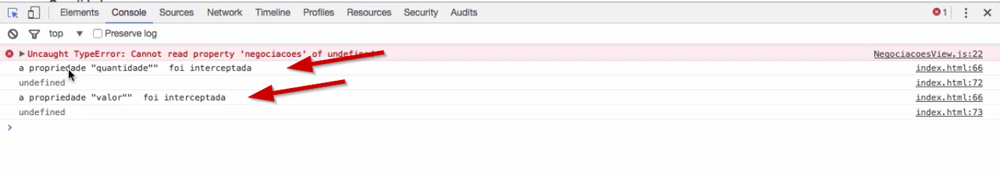 Elements Console Sources Network Timeline Profiles Resources Security Audits 1
top Preserve log
Uncaught TypeError: Cannot read property 'negociacoes' of undefined NegociacoesView.js:22
a propriedade "quantidade"" foi interceptada index.html:66
undefined index.html:72
a propriedade "valor"" foi interceptada index.html:66
undefined index.html:73